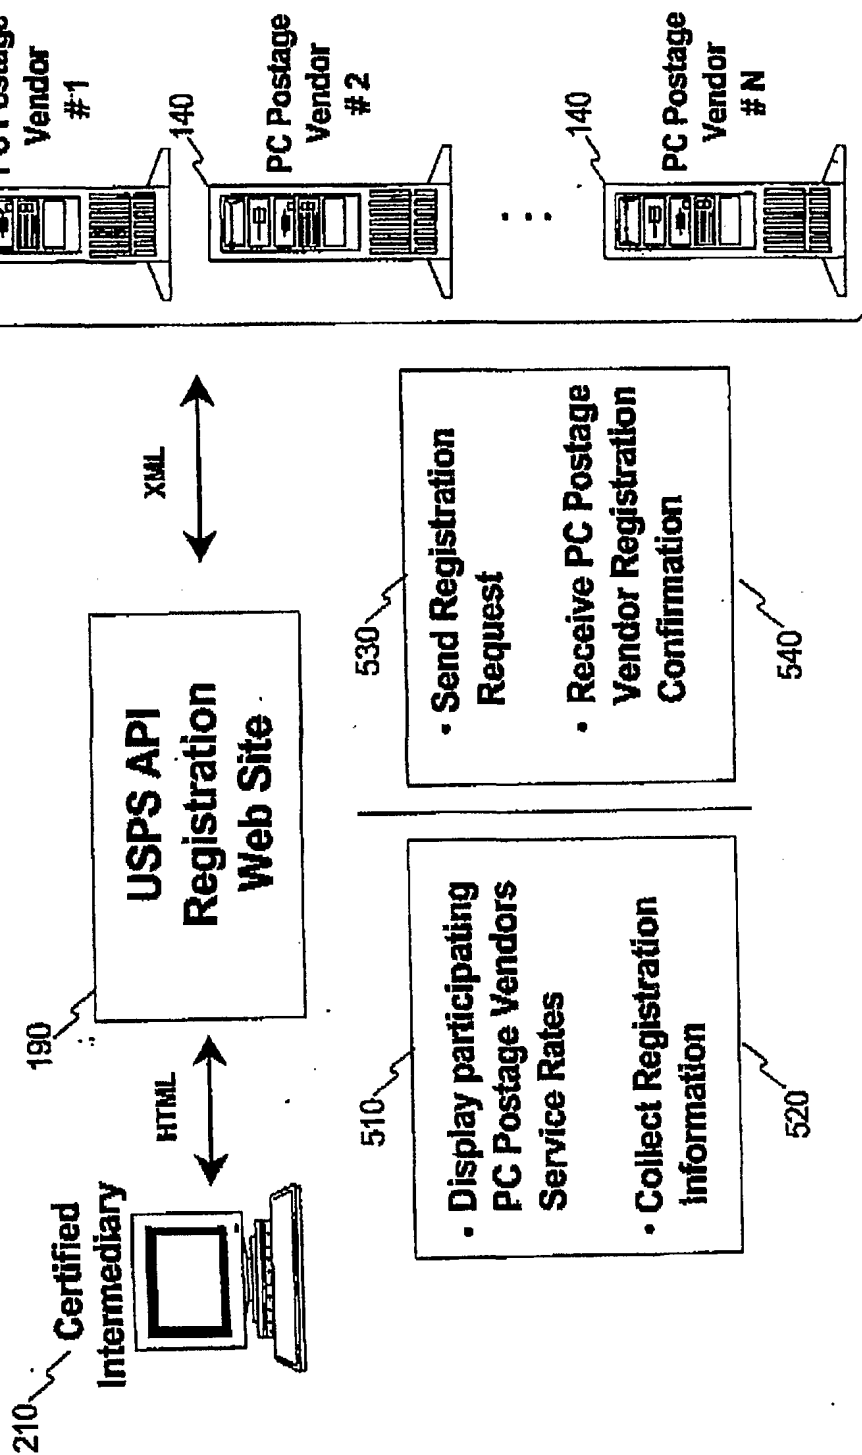 210
Certified
Intermediary
HTML
190
USPS API
Registration
Web Site
XML
Vendor
# 1
140
PC Postage
Vendor
# 2
. . .
140
PC Postage
Vendor
# N
510
• Display participating
PC Postage Vendors
Service Rates
• Collect Registration
Information
520
530
• Send Registration
Request
• Receive PC Postage
Vendor Registration
Confirmation
540